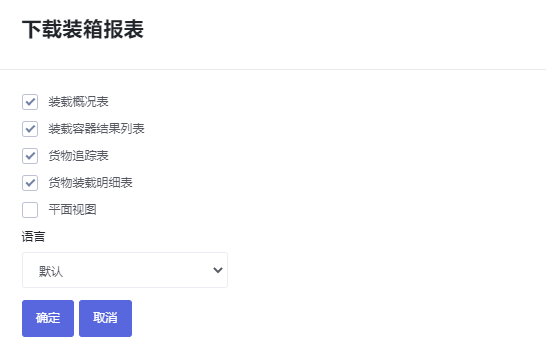 下载装箱报表
装载概况表
装载容器结果列表
货物追踪表
货物装载明细表
平面视图
语言
默认
确定 取消